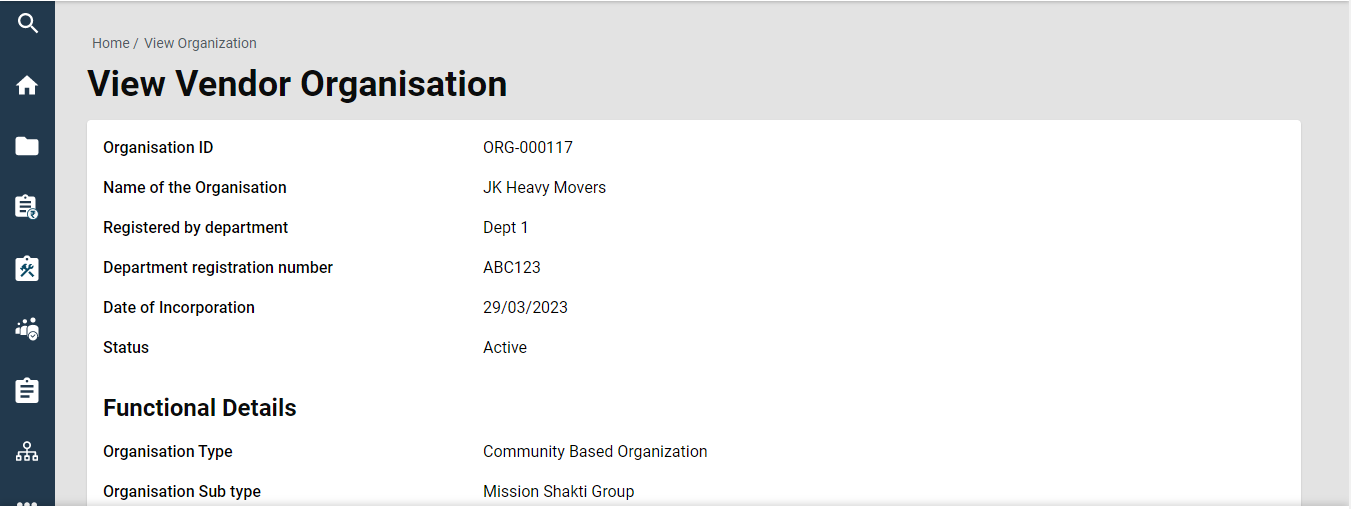 Home / View Organization
View Vendor Organisation
Organisation ID ORG-000117
Name of the Organisation JK Heavy Movers
Registered by department Dept 1
Department registration number ABC123
Date of Incorporation 29/03/2023
Status Active
Functional Details
Organisation Type Community Based Organization
Organisation Sub type Mission Shakti Group